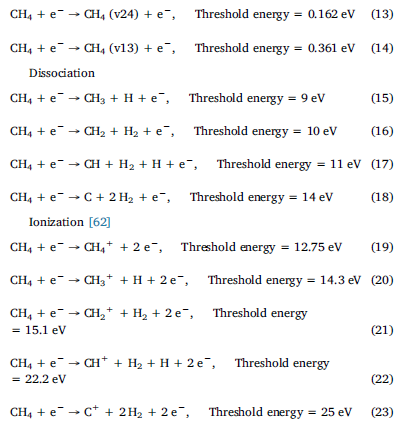 CH₄ + e⁻ → CH₄ (v24) + e⁻, Threshold energy = 0.162 eV (13)
CH₄ + e⁻ → CH₄ (v13) + e⁻, Threshold energy = 0.361 eV (14)
Dissociation
CH₄ + e⁻ → CH₃ + H + e⁻, Threshold energy = 9 eV (15)
CH₄ + e⁻ → CH₂ + H₂ + e⁻, Threshold energy = 10 eV (16)
CH₄ + e⁻ → CH + H₂ + H + e⁻, Threshold energy = 11 eV (17)
CH₄ + e⁻ → C + 2 H₂ + e⁻, Threshold energy = 14 eV (18)
Ionization [62]
CH₄ + e⁻ → CH₄⁺ + 2 e⁻, Threshold energy = 12.75 eV (19)
CH₄ + e⁻ → CH₃⁺ + H + 2 e⁻, Threshold energy = 14.3 eV (20)
CH₄ + e⁻ → CH₂⁺ + H₂ + 2 e⁻, Threshold energy
= 15.1 eV
(21)
CH₄ + e⁻ → CH⁺ + H₂ + H + 2 e⁻, Threshold energy
= 22.2 eV
(22)
CH₄ + e⁻ → C⁺ + 2 H₂ + 2 e⁻, Threshold energy = 25 eV (23)